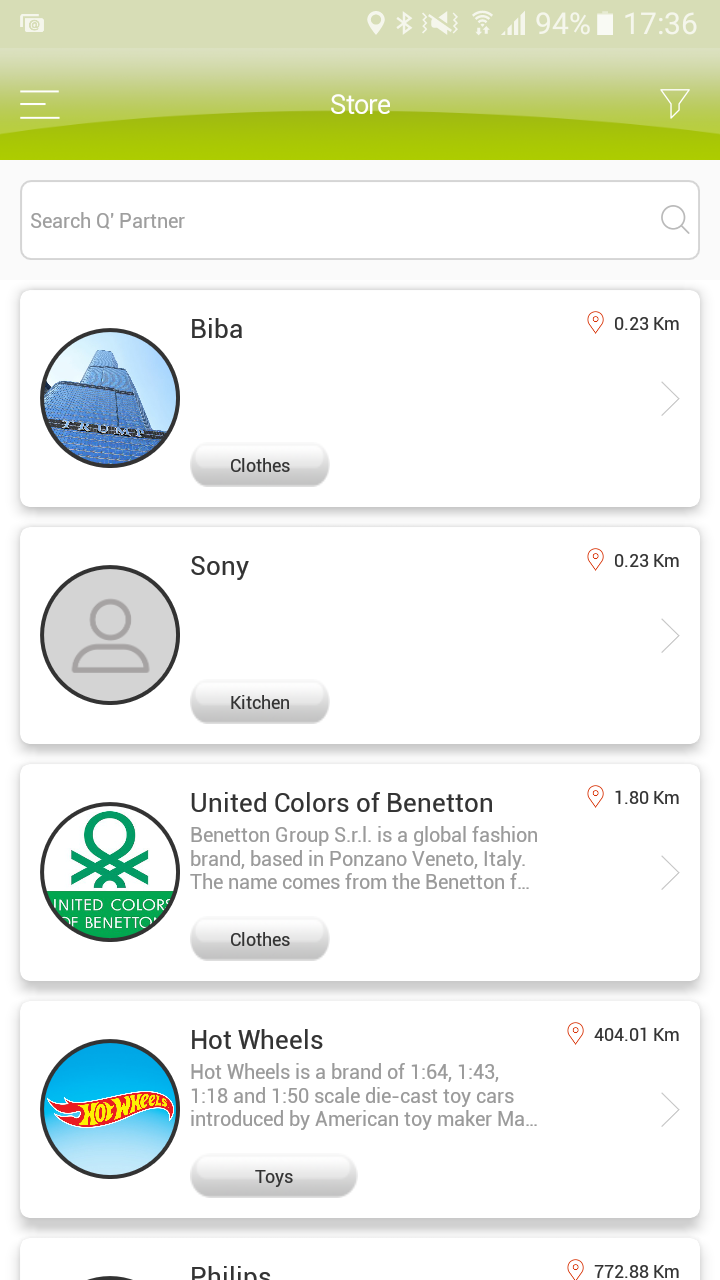 94% 17:36
Store
Search Q' Partner
Biba
0.23 Km
TRUMP
Clothes
Sony
0.23 Km
Kitchen
United Colors of Benetton
1.80 Km
Benetton Group S.r.l. is a global fashion
brand, based in Ponzano Veneto, Italy.
The name comes from the Benetton f...
UNITED COLORS
OF BENETTON
Clothes
Hot Wheels
404.01 Km
Hot Wheels is a brand of 1:64, 1:43,
1:18 and 1:50 scale die-cast toy cars
introduced by American toy maker Ma...
HOT WHEELS
Toys
Philips
772.88 Km